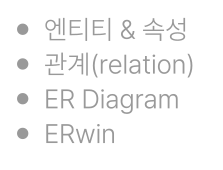 ● 엔티티 & 속성
● 관계(relation)
● ER Diagram
● ERwin